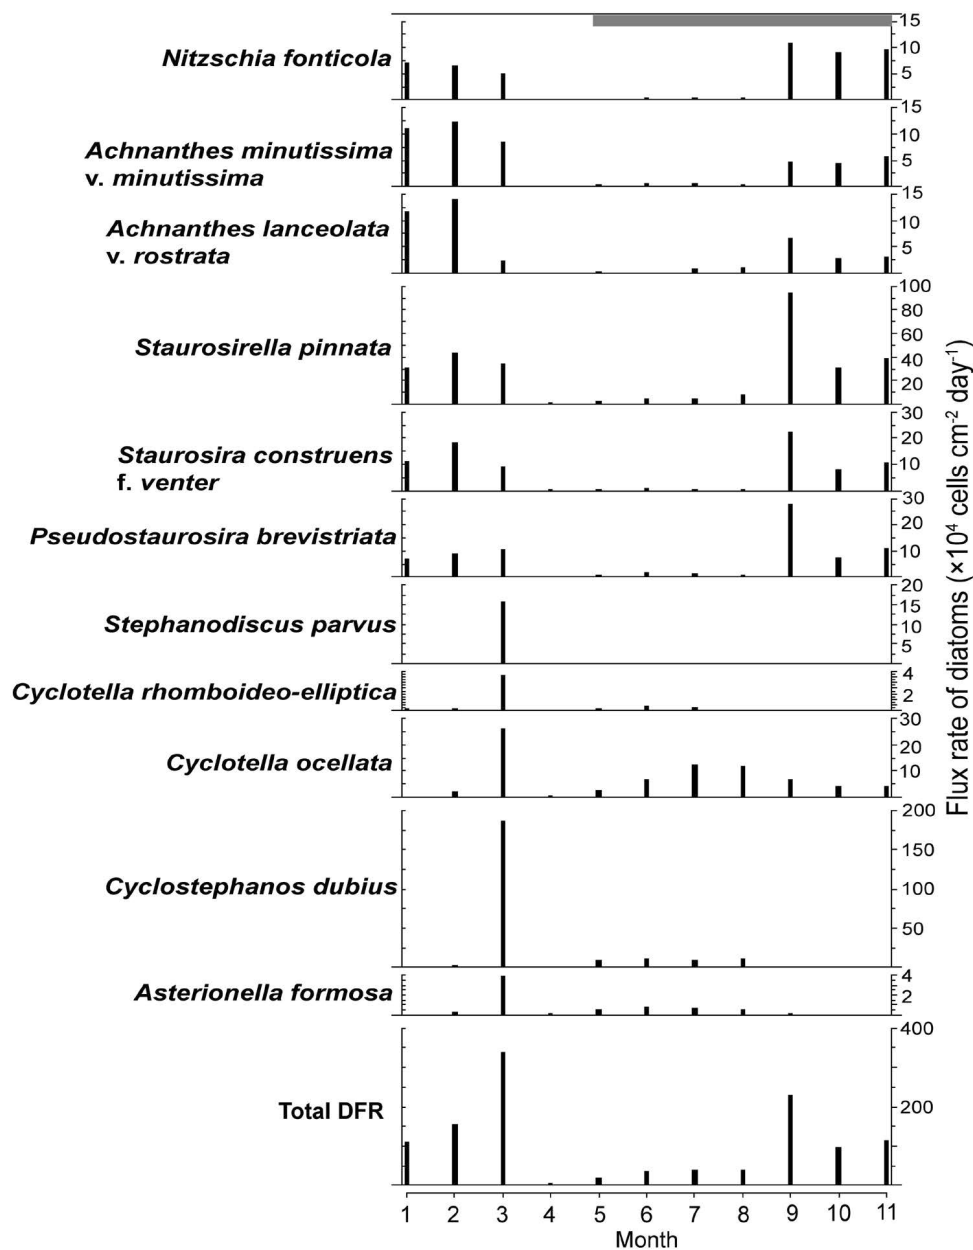 Nitzschia fonticola
15
10
5
Achnanthes minutissima
v. minutissima
15
10
5
Achnanthes lanceolata
v. rostrata
15
10
5
Staurosirella pinnata
100
80
60
40
20
Staurosira construens
f. venter
30
20
10
Pseudostaurosira brevistriata
30
20
10
Stephanodiscus parvus
20
15
10
5
Cyclotella rhomboideo-elliptica
4
2
Cyclotella ocellata
30
20
10
Cyclostephanos dubius
200
150
100
50
Asterionella formosa
4
2
Total DFR
400
200
Flux rate of diatoms (×10⁴ cells cm⁻² day⁻¹)
1 2 3 4 5 6 7 8 9 10 11
Month